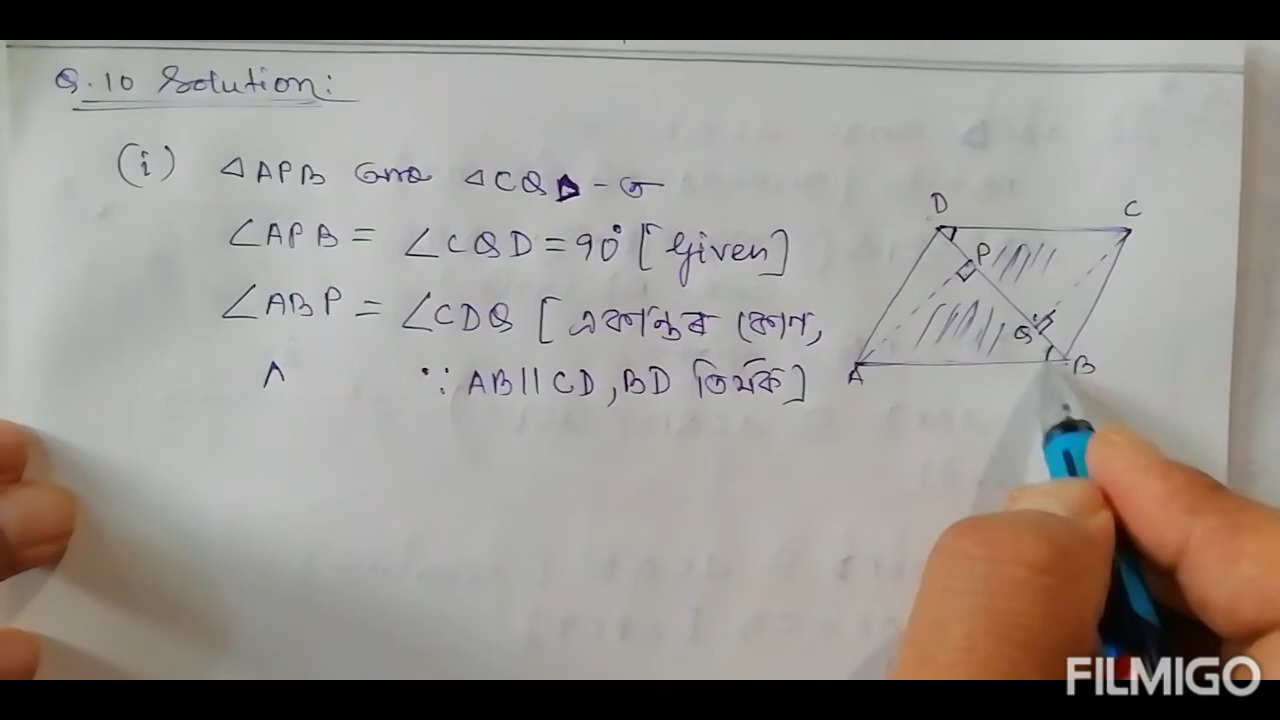 Q.10 Solution:
(i) △APB আৰু △CQD-ত
∠APB = ∠CQD = 90° [Given]
∠ABP = ∠CDQ [একান্তৰ কোণ,
A ∵ AB||CD, BD তিৰ্যক]
D
C
P
Q
A
B
FILMIGO